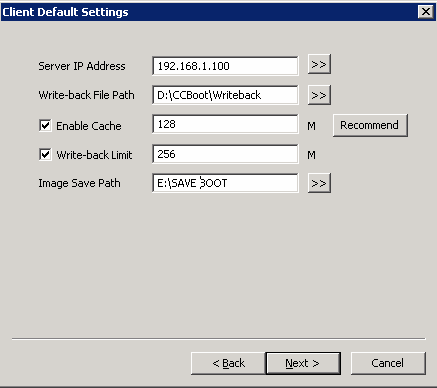 Client Default Settings
Server IP Address 192.168.1.100 >>
Write-back File Path D:\CCBoot\Writeback >>
Enable Cache 128 M Recommend
Write-back Limit 256 M
Image Save Path E:\SAVE BOOT >>
< Back Next > Cancel